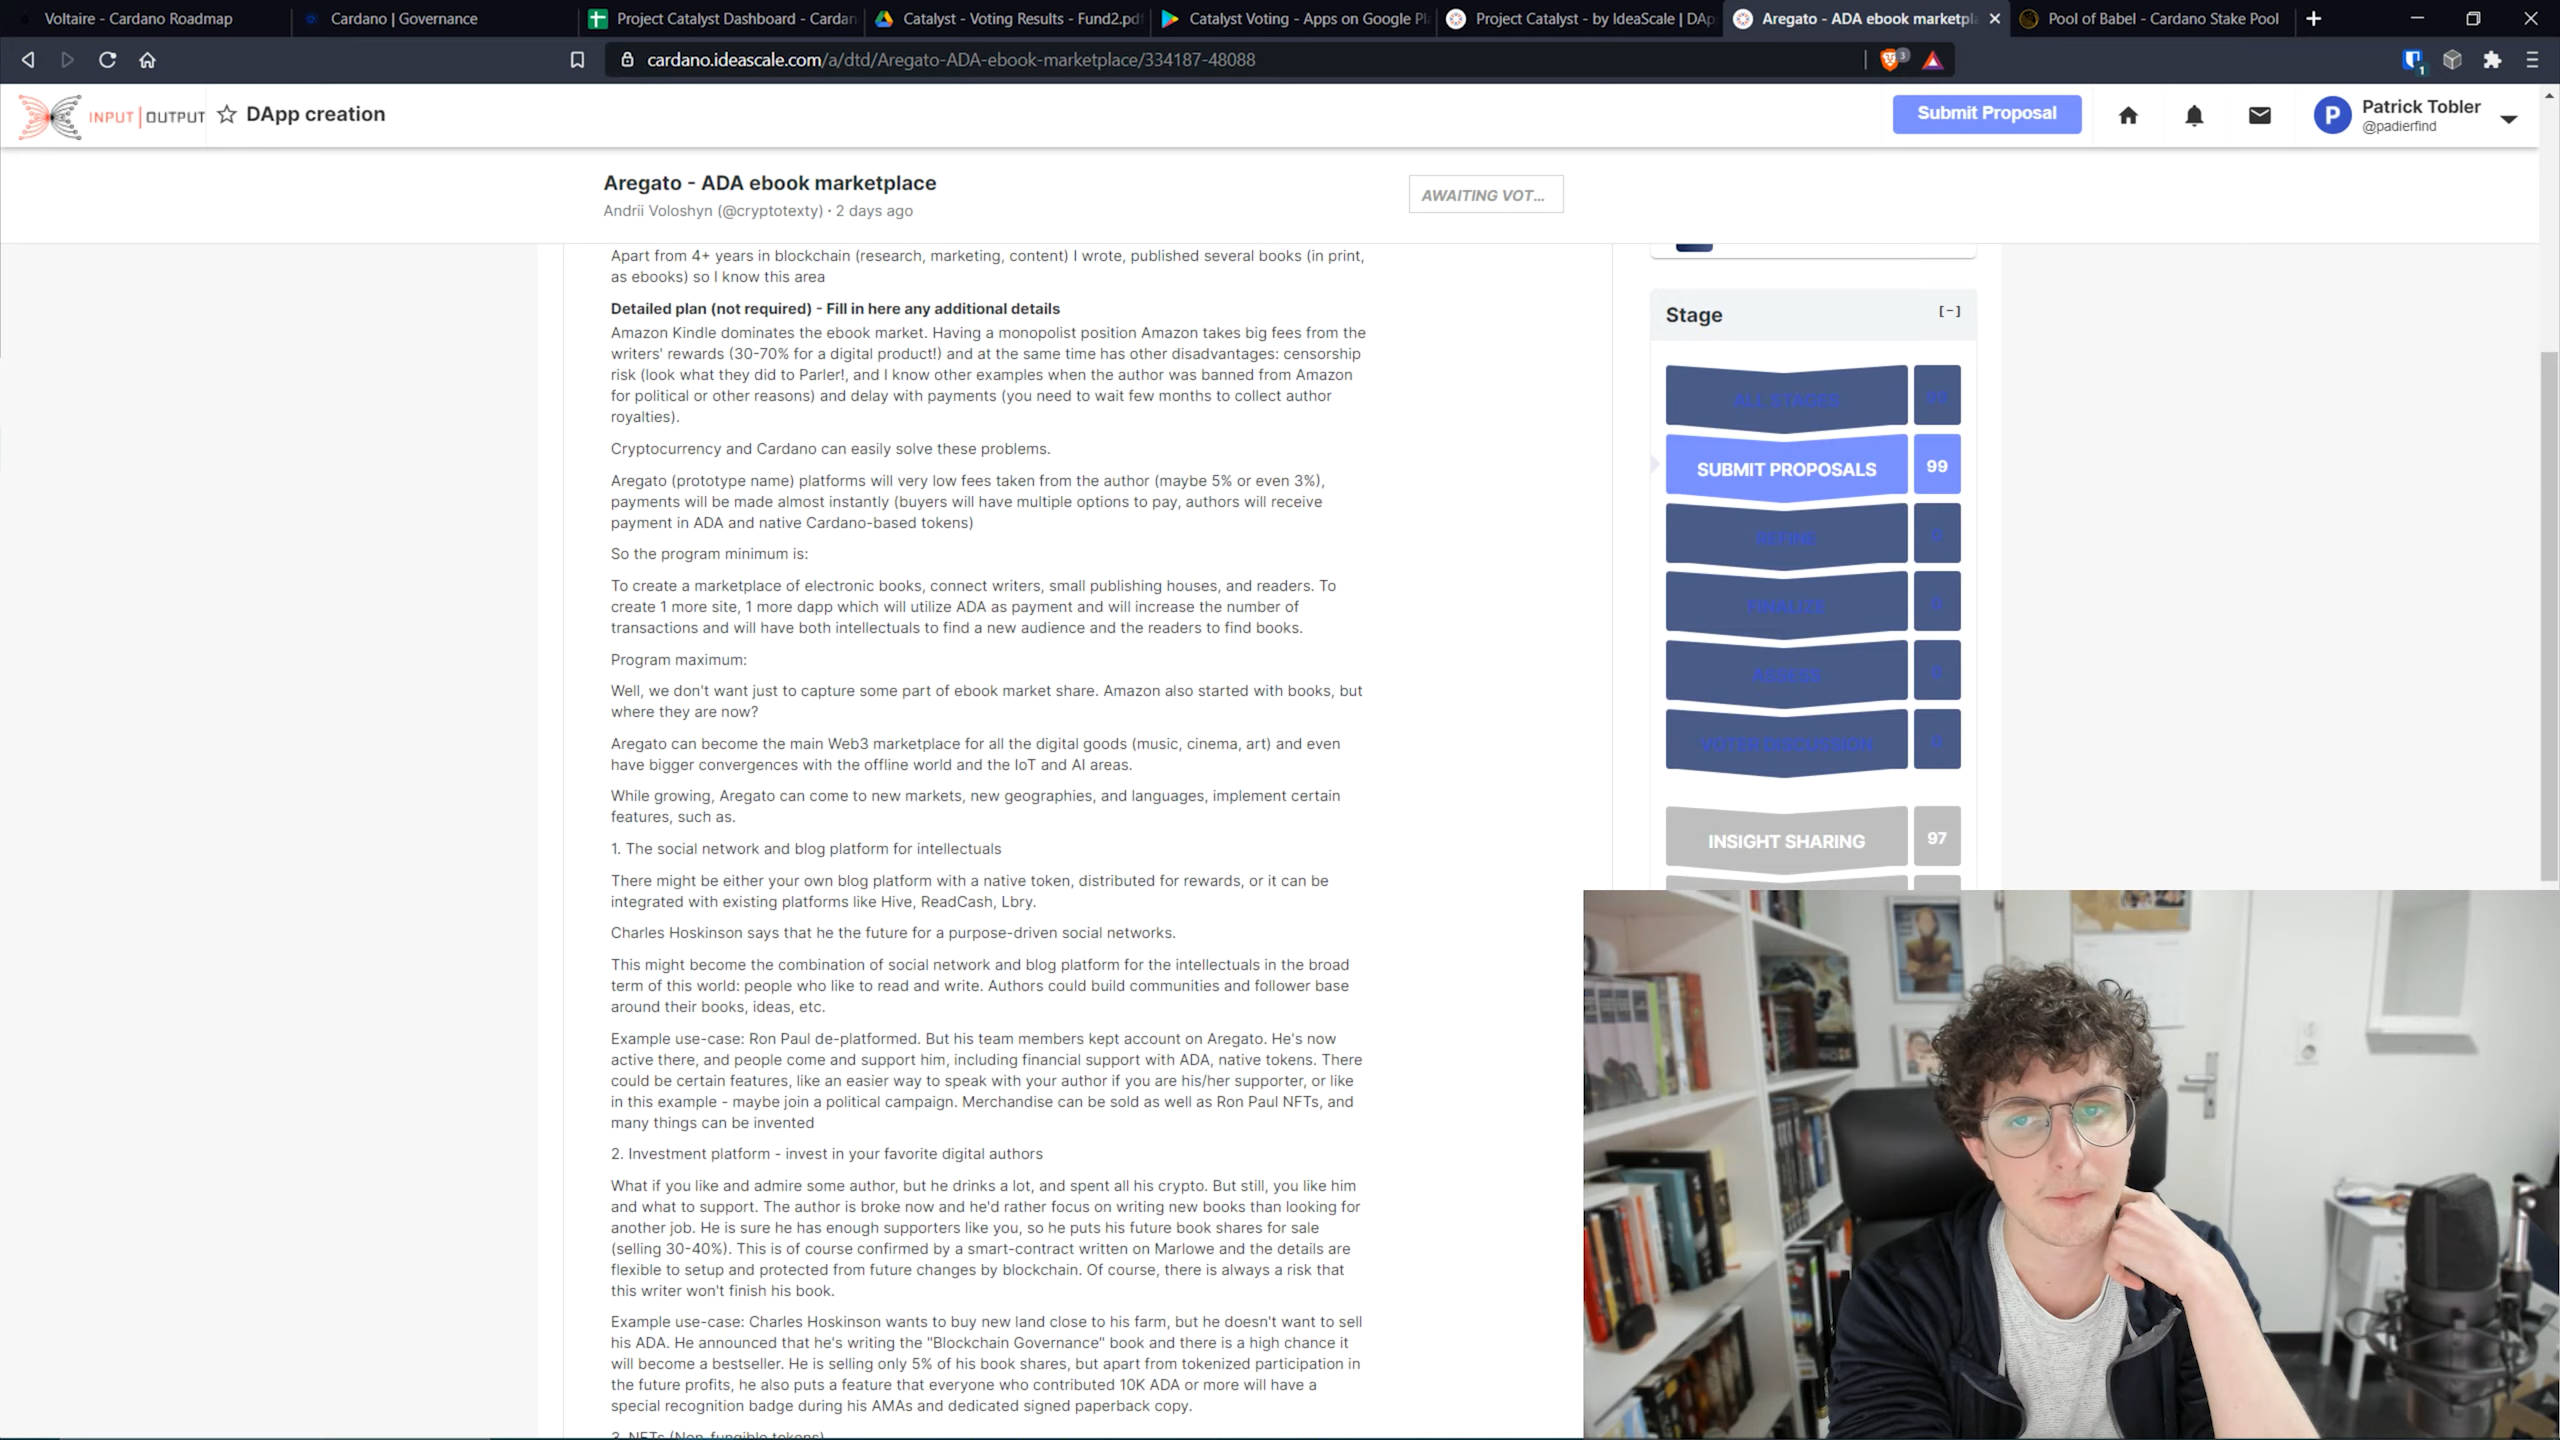 Voltaire - Cardano Roadmap
Cardano | Governance
Project Catalyst Dashboard - Cardan
Catalyst - Voting Results - Fund2.pdf
Catalyst Voting - Apps on Google Pl
Project Catalyst - by IdeaScale | DAp
Aregato - ADA ebook marketpla
Pool of Babel - Cardano Stake Pool
cardano.ideascale.com/a/dtd/Aregato-ADA-ebook-marketplace/334187-48088
3
1
INPUT | OUTPUT
DApp creation
Submit Proposal
P
Patrick Tobler
@padierfind
Aregato - ADA ebook marketplace
Andrii Voloshyn (@cryptotexty) · 2 days ago
AWAITING VOT...
Apart from 4+ years in blockchain (research, marketing, content) I wrote, published several books (in print,
as ebooks) so I know this area
Detailed plan (not required) - Fill in here any additional details
Amazon Kindle dominates the ebook market. Having a monopolist position Amazon takes big fees from the
writers' rewards (30-70% for a digital product!) and at the same time has other disadvantages: censorship
risk (look what they did to Parler!, and I know other examples when the author was banned from Amazon
for political or other reasons) and delay with payments (you need to wait few months to collect author
royalties).
Cryptocurrency and Cardano can easily solve these problems.
Aregato (prototype name) platforms will very low fees taken from the author (maybe 5% or even 3%),
payments will be made almost instantly (buyers will have multiple options to pay, authors will receive
payment in ADA and native Cardano-based tokens)
So the program minimum is:
To create a marketplace of electronic books, connect writers, small publishing houses, and readers. To
create 1 more site, 1 more dapp which will utilize ADA as payment and will increase the number of
transactions and will have both intellectuals to find a new audience and the readers to find books.
Program maximum:
Well, we don't want just to capture some part of ebook market share. Amazon also started with books, but
where they are now?
Aregato can become the main Web3 marketplace for all the digital goods (music, cinema, art) and even
have bigger convergences with the offline world and the IoT and AI areas.
While growing, Aregato can come to new markets, new geographies, and languages, implement certain
features, such as.
1. The social network and blog platform for intellectuals
There might be either your own blog platform with a native token, distributed for rewards, or it can be
integrated with existing platforms like Hive, ReadCash, Lbry.
Charles Hoskinson says that he the future for a purpose-driven social networks.
This might become the combination of social network and blog platform for the intellectuals in the broad
term of this world: people who like to read and write. Authors could build communities and follower base
around their books, ideas, etc.
Example use-case: Ron Paul de-platformed. But his team members kept account on Aregato. He's now
active there, and people come and support him, including financial support with ADA, native tokens. There
could be certain features, like an easier way to speak with your author if you are his/her supporter, or like
in this example - maybe join a political campaign. Merchandise can be sold as well as Ron Paul NFTs, and
many things can be invented
2. Investment platform - invest in your favorite digital authors
What if you like and admire some author, but he drinks a lot, and spent all his crypto. But still, you like him
and what to support. The author is broke now and he'd rather focus on writing new books than looking for
another job. He is sure he has enough supporters like you, so he puts his future book shares for sale
(selling 30-40%). This is of course confirmed by a smart-contract written on Marlowe and the details are
flexible to setup and protected from future changes by blockchain. Of course, there is always a risk that
this writer won't finish his book.
Example use-case: Charles Hoskinson wants to buy new land close to his farm, but he doesn't want to sell
his ADA. He announced that he's writing the "Blockchain Governance" book and there is a high chance it
will become a bestseller. He is selling only 5% of his book shares, but apart from tokenized participation in
the future profits, he also puts a feature that everyone who contributed 10K ADA or more will have a
special recognition badge during his AMAs and dedicated signed paperback copy.
3. NFTs (Non-fungible tokens)
Stage
[-]
ALL STAGES
SUBMIT PROPOSALS 99
REFINE
FINALIZE
ASSESS
VOTER DISCUSSION
INSIGHT SHARING 97